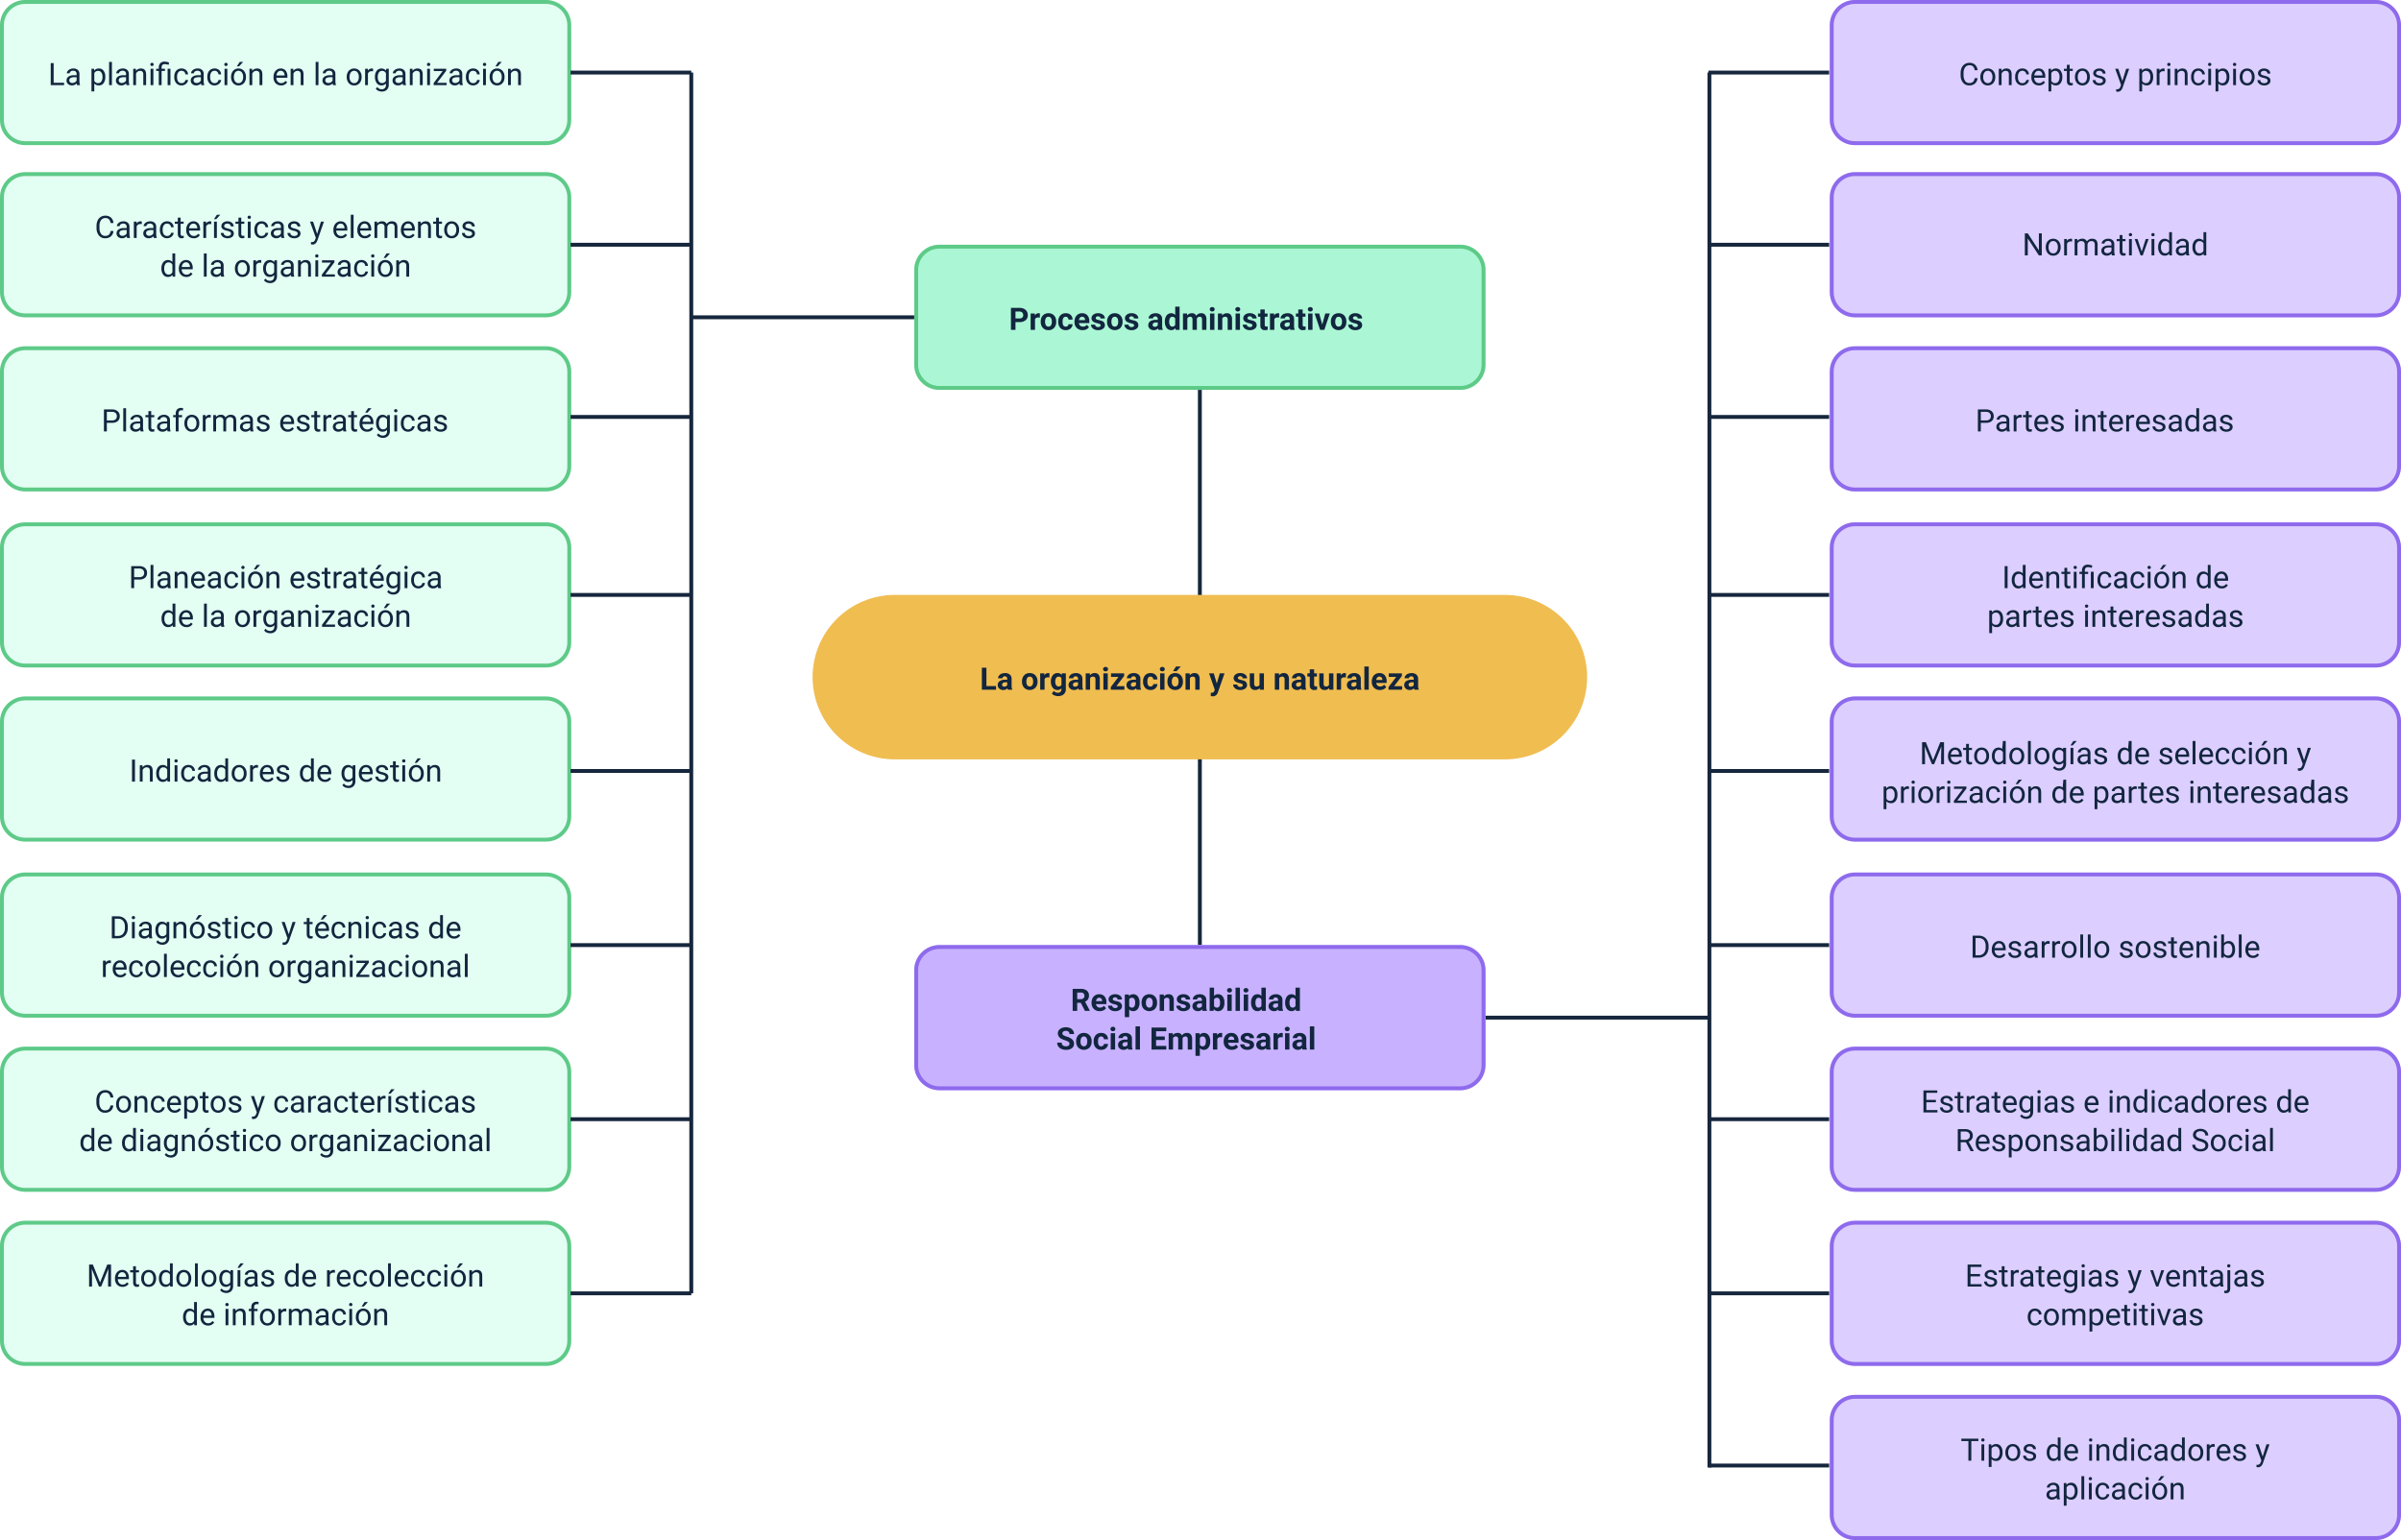 La planificación en la organización
Características y elementos
de la organización
Plataformas estratégicas
Planeación estratégica
de la organización
Indicadores de gestión
Diagnóstico y técnicas de
recolección organizacional
Conceptos y características
de diagnóstico organizacional
Metodologías de recolección
de información
Procesos administrativos
La organización y su naturaleza
Responsabilidad
Social Empresarial
Conceptos y principios
Normatividad
Partes interesadas
Identificación de
partes interesadas
Metodologías de selección y
priorización de partes interesadas
Desarrollo sostenible
Estrategias e indicadores de
Responsabilidad Social
Estrategias y ventajas
competitivas
Tipos de indicadores y
aplicación